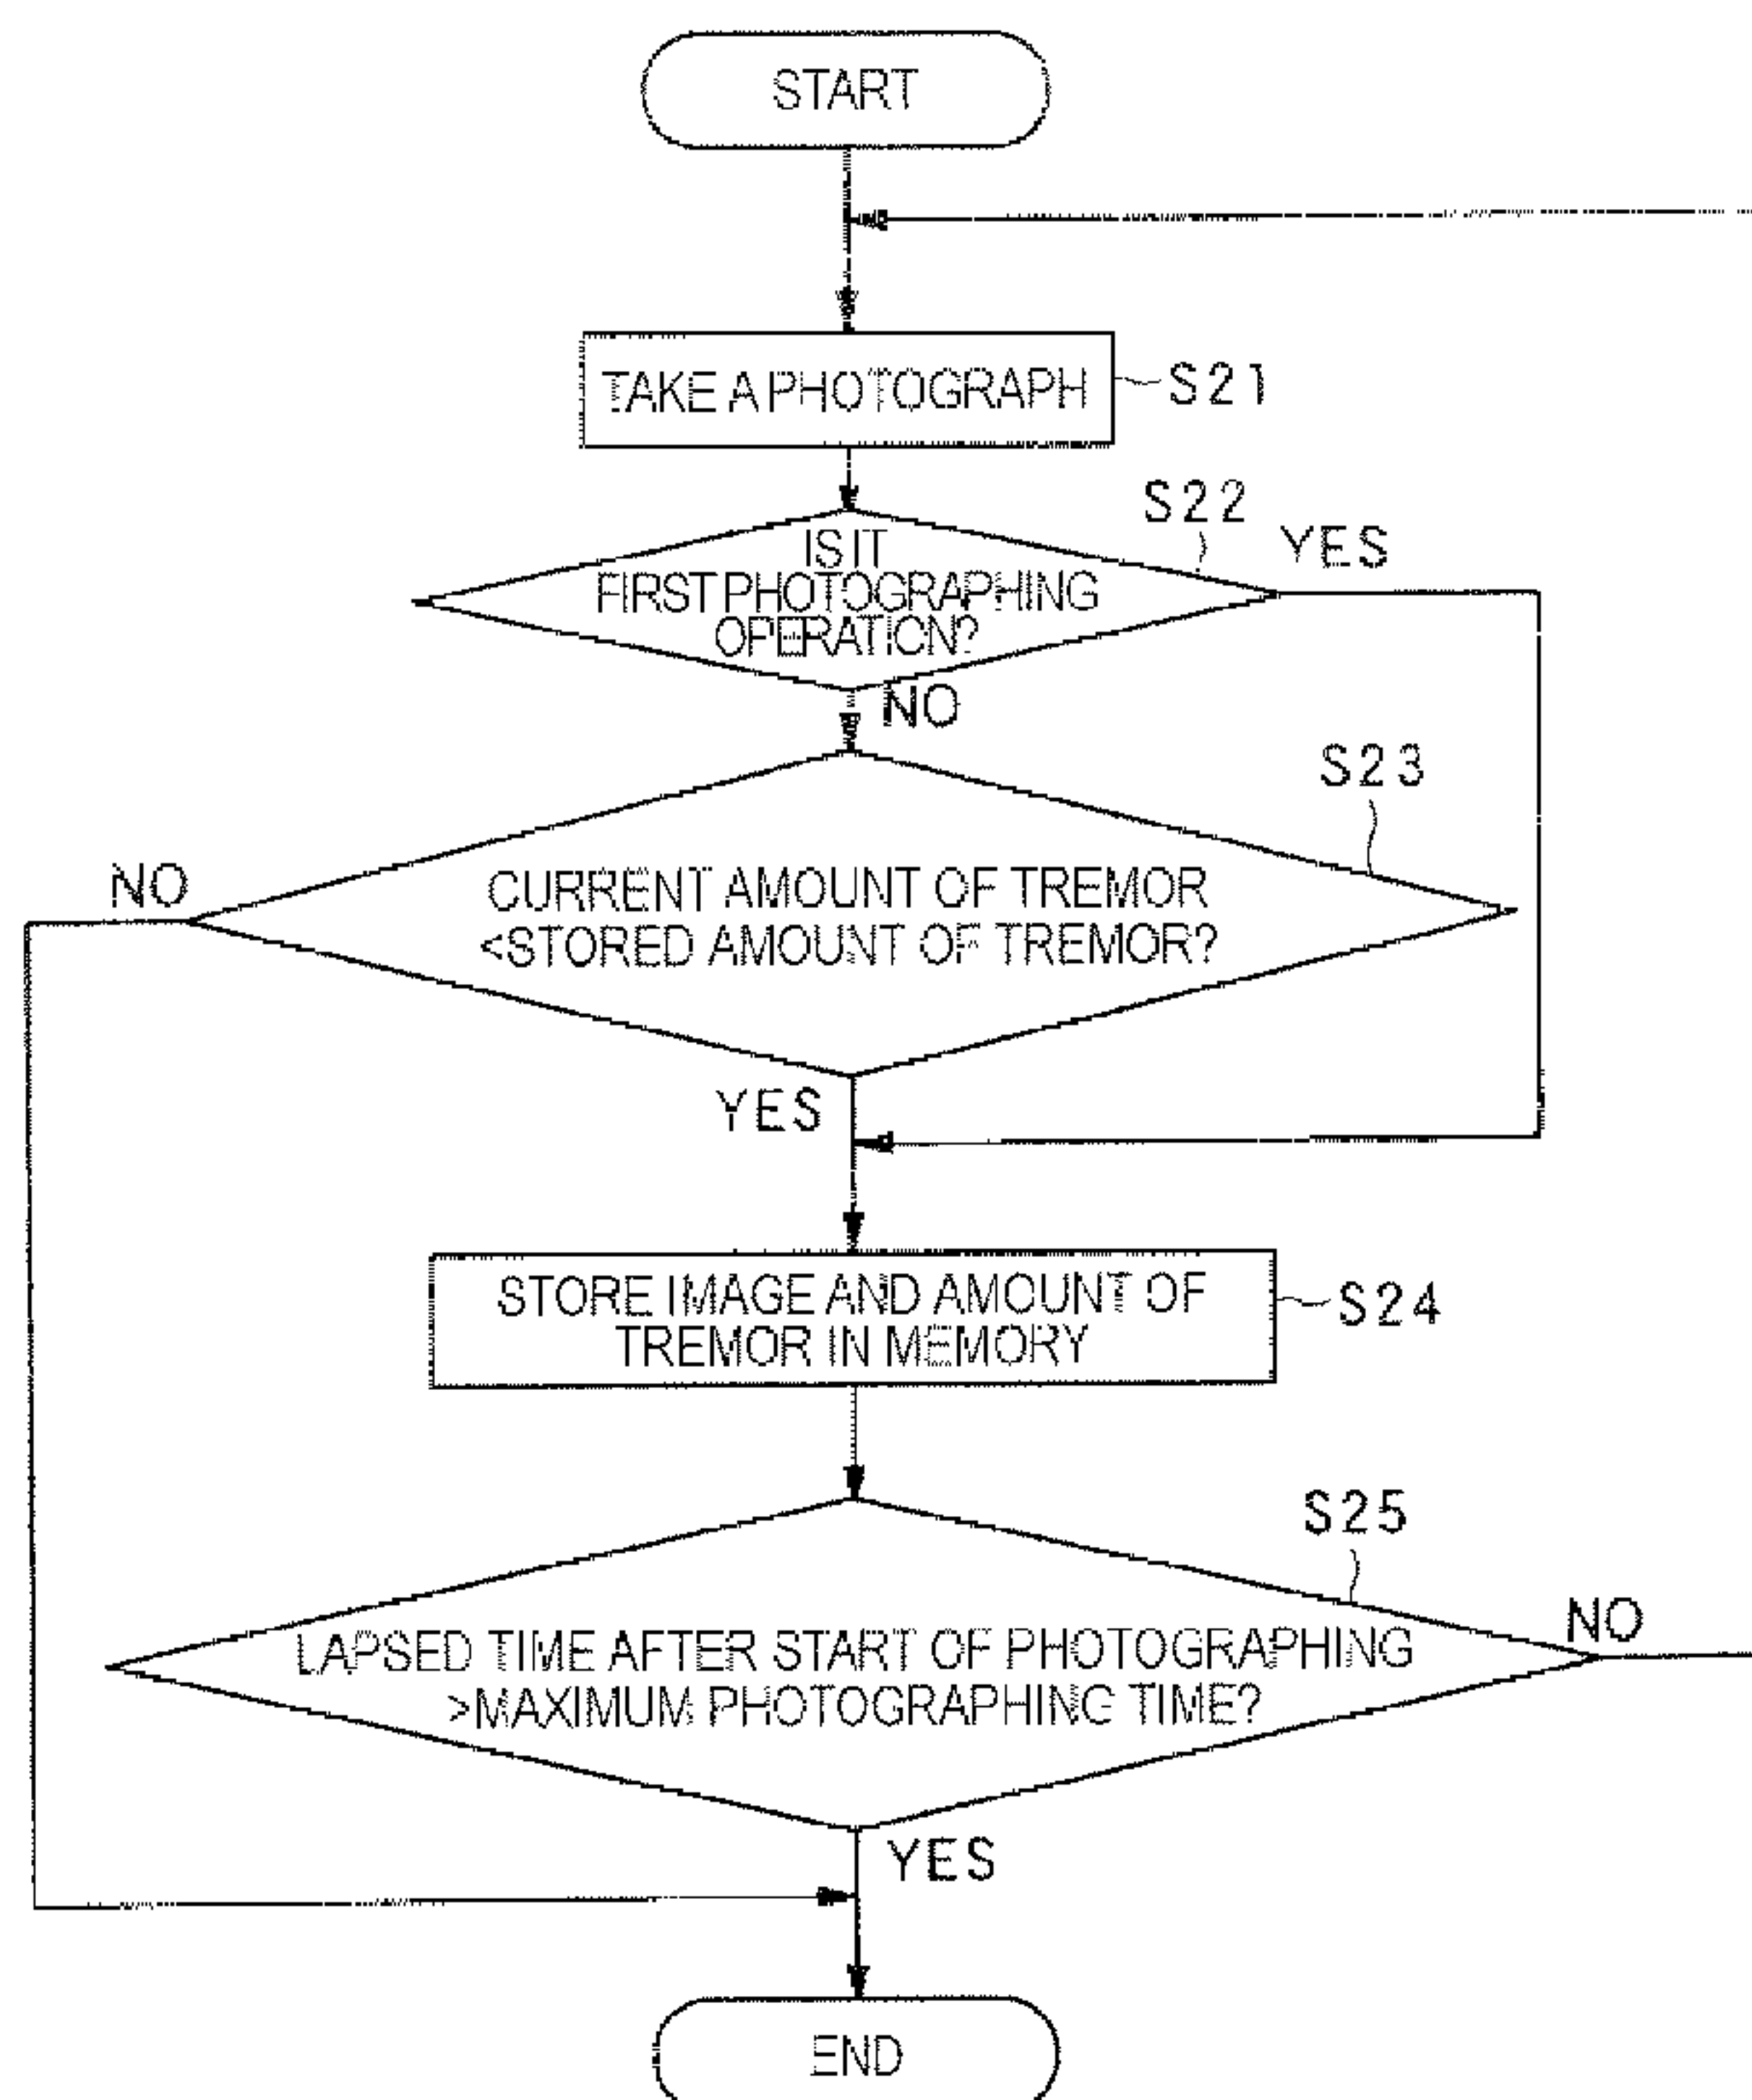 START
TAKE A PHOTOGRAPH
S21
S22
YES
IS IT
FIRST PHOTOGRAPHING
OPERATION?
NO
S23
NO
CURRENT AMOUNT OF TREMOR
<STORED AMOUNT OF TREMOR?
YES
STORE IMAGE AND AMOUNT OF
TREMOR IN MEMORY
S24
S25
NO
LAPSED TIME AFTER START OF PHOTOGRAPHING
>MAXIMUM PHOTOGRAPHING TIME?
YES
END